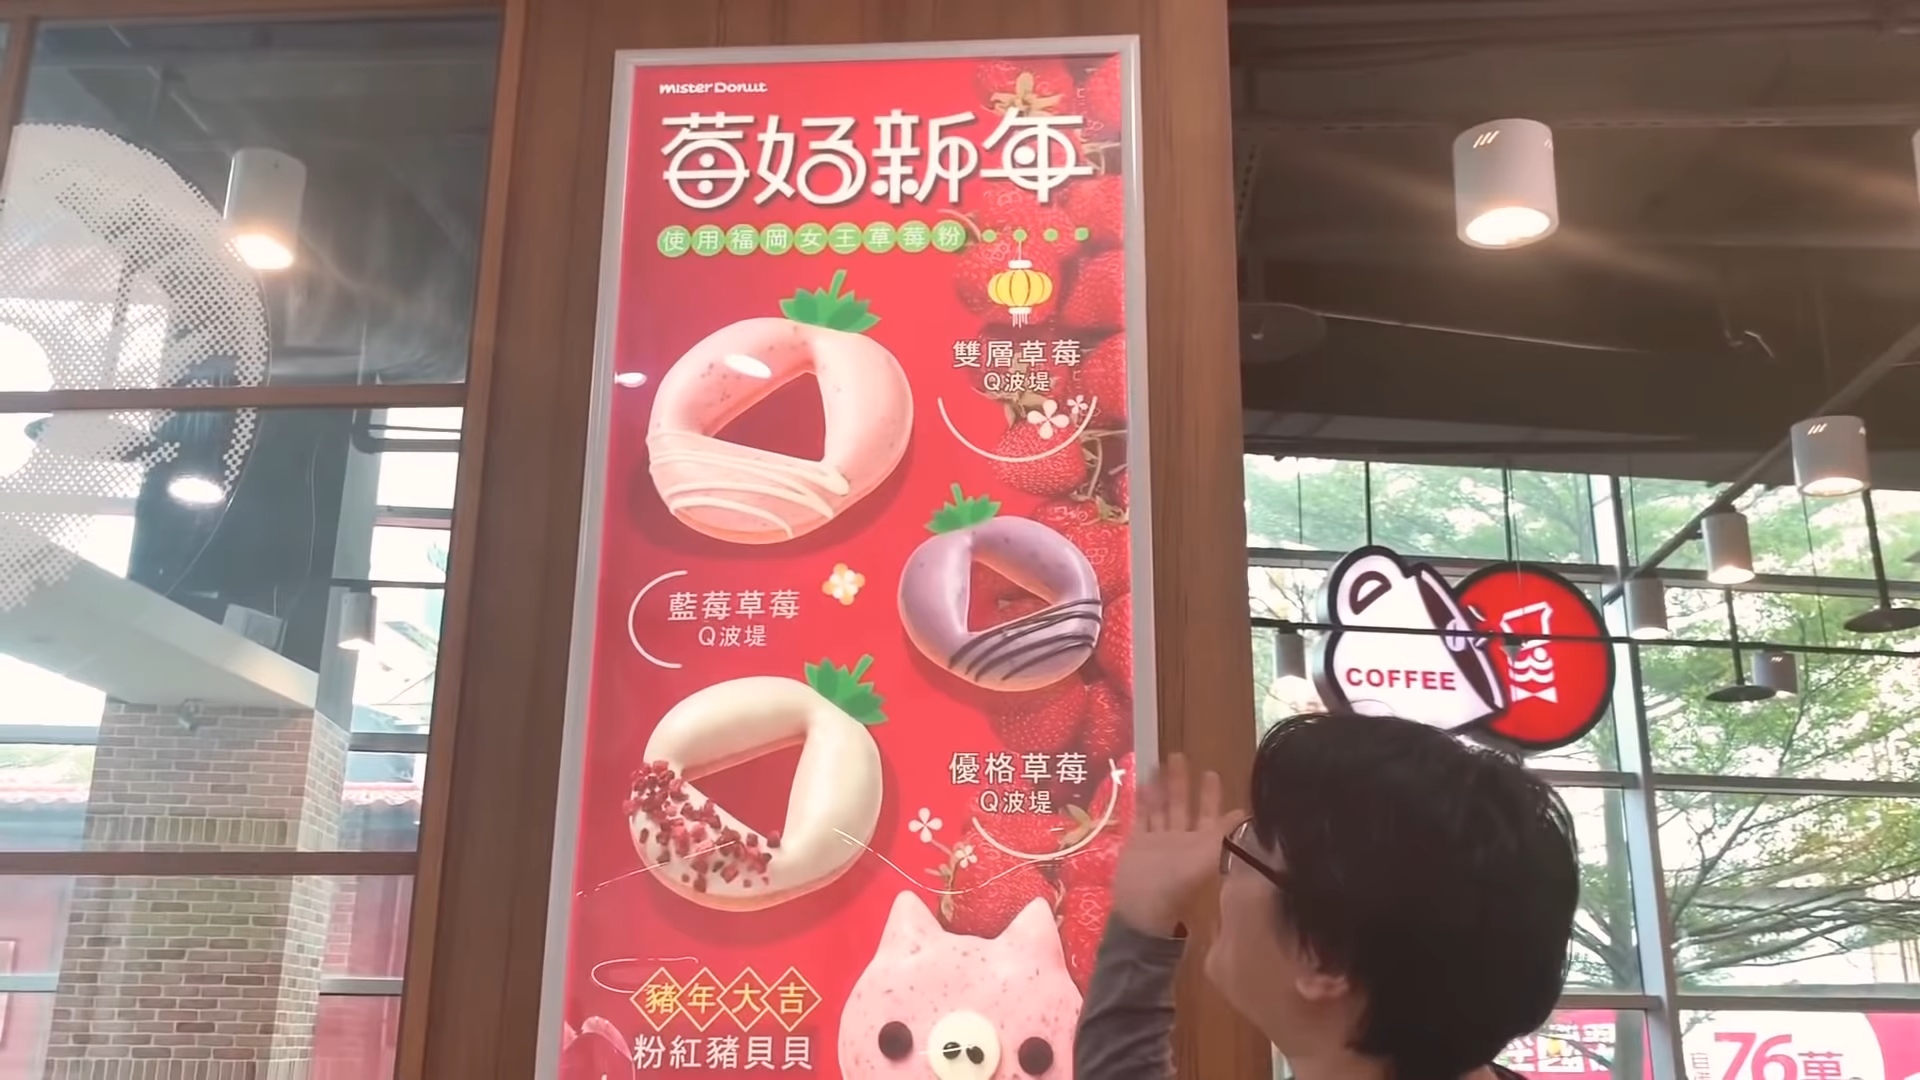 mister Donut
莓好新年
使用福岡女王草莓粉
雙層草莓
Q波堤
藍莓草莓
Q波堤
優格草莓
Q波堤
豬年大吉
粉紅豬貝貝
COFFEE
76萬